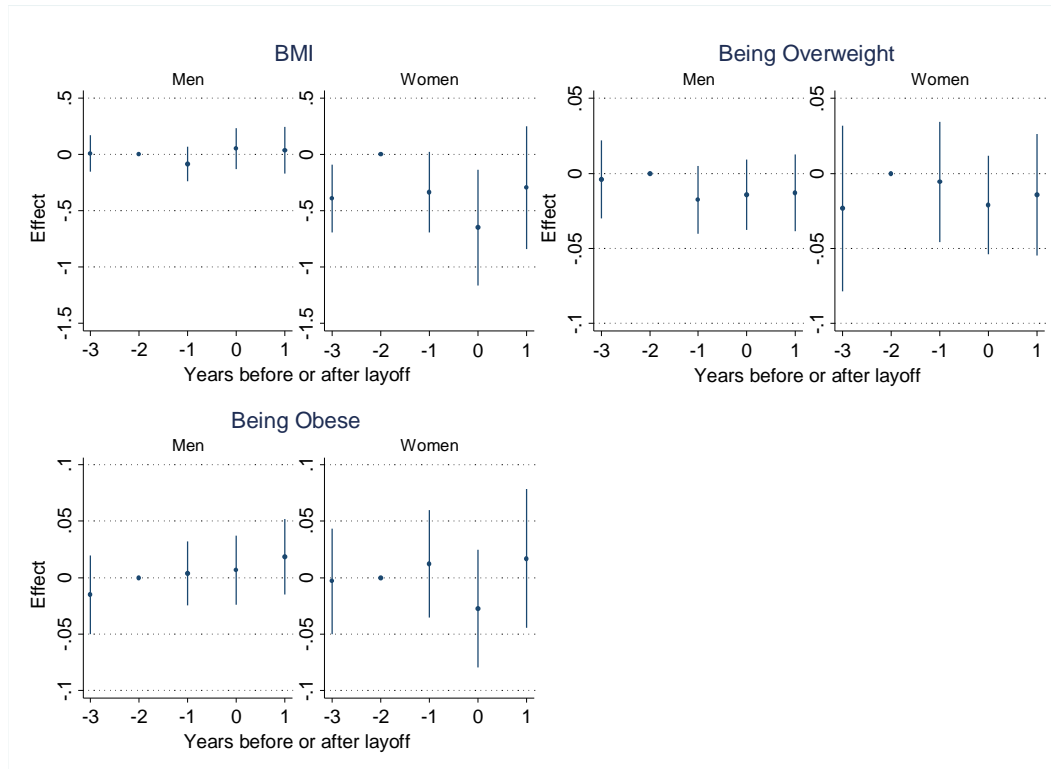 BMI
Men
Women
Effect
.5
0
-.5
-1
-1.5
.5
0
-.5
-1
-1.5
-3 -2 -1 0 1
-3 -2 -1 0 1
Years before or after layoff
Being Overweight
Men
Women
Effect
.05
0
-.05
-.1
.05
0
-.05
-.1
-3 -2 -1 0 1
-3 -2 -1 0 1
Years before or after layoff
Being Obese
Men
Women
Effect
.1
.05
0
-.05
-.1
.1
.05
0
-.05
-.1
-3 -2 -1 0 1
-3 -2 -1 0 1
Years before or after layoff